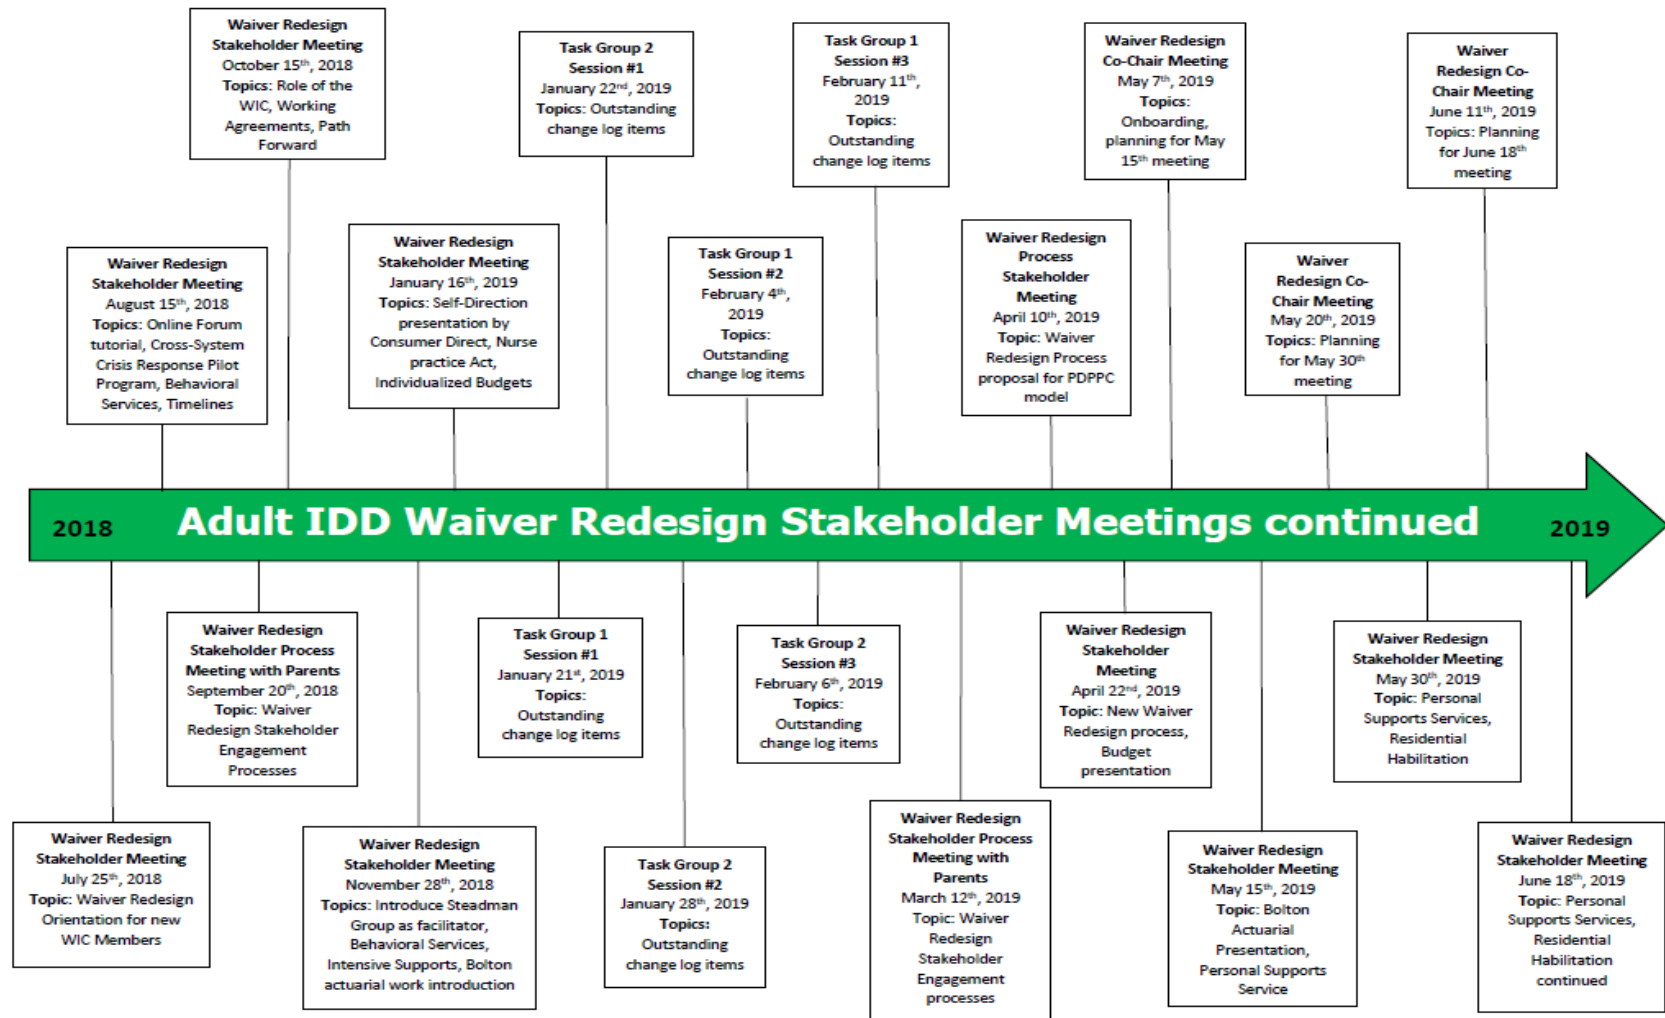 Waiver Redesign
Stakeholder Meeting
October 15th, 2018
Topics: Role of the
WIC, Working
Agreements, Path
Forward
Task Group 2
Session #1
January 22nd, 2019
Topics: Outstanding
change log items
Task Group 1
Session #3
February 11th,
2019
Topics:
Outstanding
change log items
Waiver Redesign
Co-Chair Meeting
May 7th, 2019
Topics:
Onboarding,
planning for May
15th meeting
Waiver
Redesign Co-
Chair Meeting
June 11th, 2019
Topics: Planning
for June 18th
meeting
Waiver Redesign
Stakeholder Meeting
August 15th, 2018
Topics: Online Forum
tutorial, Cross-System
Crisis Response Pilot
Program, Behavioral
Services, Timelines
Waiver Redesign
Stakeholder Meeting
January 16th, 2019
Topics: Self-Direction
presentation by
Consumer Direct, Nurse
practice Act,
Individualized Budgets
Task Group 1
Session #2
February 4th,
2019
Topics:
Outstanding
change log items
Waiver Redesign
Process
Stakeholder
Meeting
April 10th, 2019
Topic: Waiver
Redesign Process
proposal for PDPPC
model
Waiver
Redesign Co-
Chair Meeting
May 20th, 2019
Topics: Planning
for May 30th
meeting
2018 Adult IDD Waiver Redesign Stakeholder Meetings continued 2019
Waiver Redesign
Stakeholder Process
Meeting with Parents
September 20th, 2018
Topic: Waiver
Redesign Stakeholder
Engagement
Processes
Task Group 1
Session #1
January 21st, 2019
Topics:
Outstanding
change log items
Task Group 2
Session #3
February 6th, 2019
Topics:
Outstanding
change log items
Waiver Redesign
Stakeholder
Meeting
April 22nd, 2019
Topic: New Waiver
Redesign process,
Budget
presentation
Waiver Redesign
Stakeholder Meeting
May 30th, 2019
Topic: Personal
Supports Services,
Residential
Habilitation
Waiver Redesign
Stakeholder Meeting
July 25th, 2018
Topic: Waiver Redesign
Orientation for new
WIC Members
Waiver Redesign
Stakeholder Meeting
November 28th, 2018
Topics: Introduce Steadman
Group as facilitator,
Behavioral Services,
Intensive Supports, Bolton
actuarial work introduction
Task Group 2
Session #2
January 28th, 2019
Topics:
Outstanding
change log items
Waiver Redesign
Stakeholder Process
Meeting with
Parents
March 12th, 2019
Topic: Waiver
Redesign
Stakeholder
Engagement
processes
Waiver Redesign
Stakeholder Meeting
May 15th, 2019
Topic: Bolton
Actuarial
Presentation,
Personal Supports
Service
Waiver Redesign
Stakeholder Meeting
June 18th, 2019
Topic: Personal
Supports Services,
Residential
Habilitation
continued